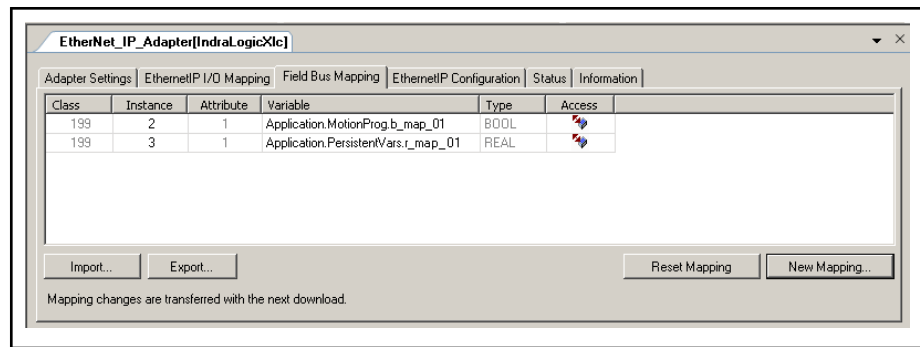 EtherNet_IP_Adapter[IndraLogicXlc]
Adapter Settings EthernetIP I/O Mapping Field Bus Mapping EthernetIP Configuration Status Information
Class Instance Attribute Variable Type Access
199 2 1 Application.MotionProg.b_map_01 BOOL
199 3 1 Application.PersistentVars.r_map_01 REAL
Import... Export... Reset Mapping New Mapping...
Mapping changes are transferred with the next download.